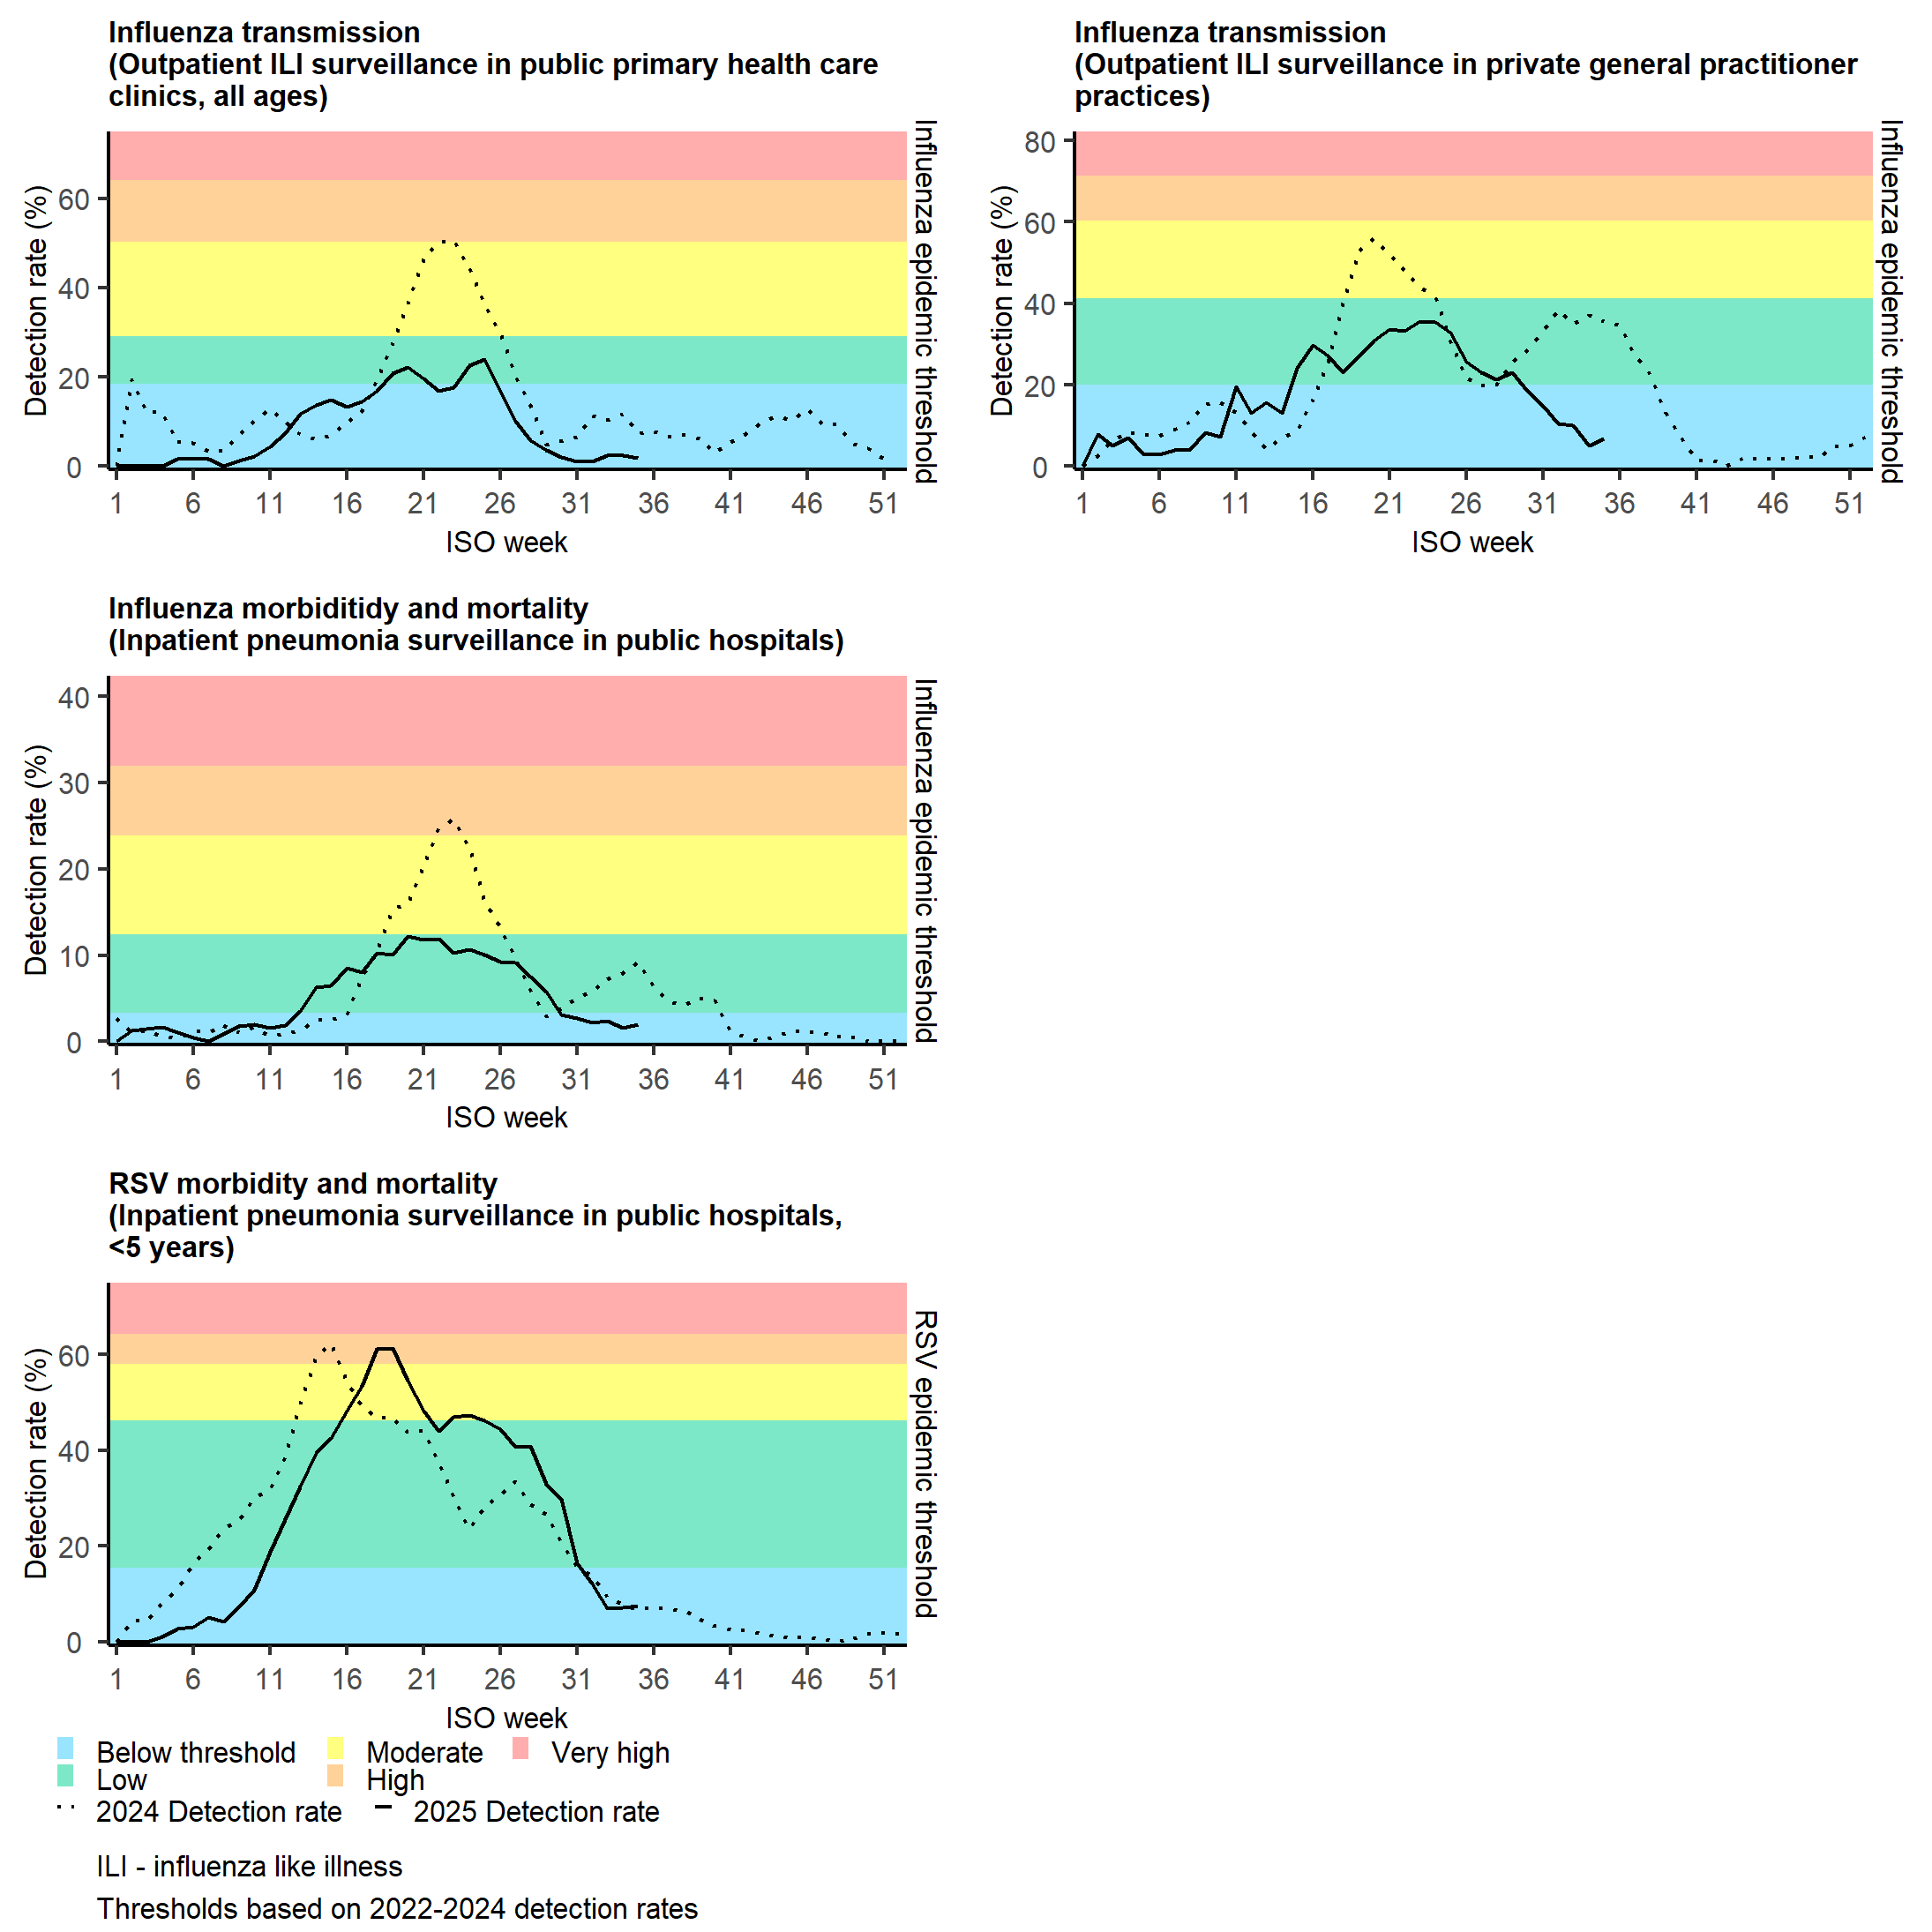 Influenza transmission
(Outpatient ILI surveillance in public primary health care
clinics, all ages)
Detection rate (%)
60
40
20
0
1 6 11 16 21 26 31 36 41 46 51
ISO week
Influenza epidemic threshold
Influenza transmission
(Outpatient ILI surveillance in private general practitioner
practices)
Detection rate (%)
80
60
40
20
0
1 6 11 16 21 26 31 36 41 46 51
ISO week
Influenza epidemic threshold
Influenza morbiditidy and mortality
(Inpatient pneumonia surveillance in public hospitals)
Detection rate (%)
40
30
20
10
0
1 6 11 16 21 26 31 36 41 46 51
ISO week
Influenza epidemic threshold
RSV morbidity and mortality
(Inpatient pneumonia surveillance in public hospitals,
<5 years)
Detection rate (%)
60
40
20
0
1 6 11 16 21 26 31 36 41 46 51
ISO week
RSV epidemic threshold
Below threshold Moderate Very high
Low High
2024 Detection rate 2025 Detection rate
ILI - influenza like illness
Thresholds based on 2022-2024 detection rates